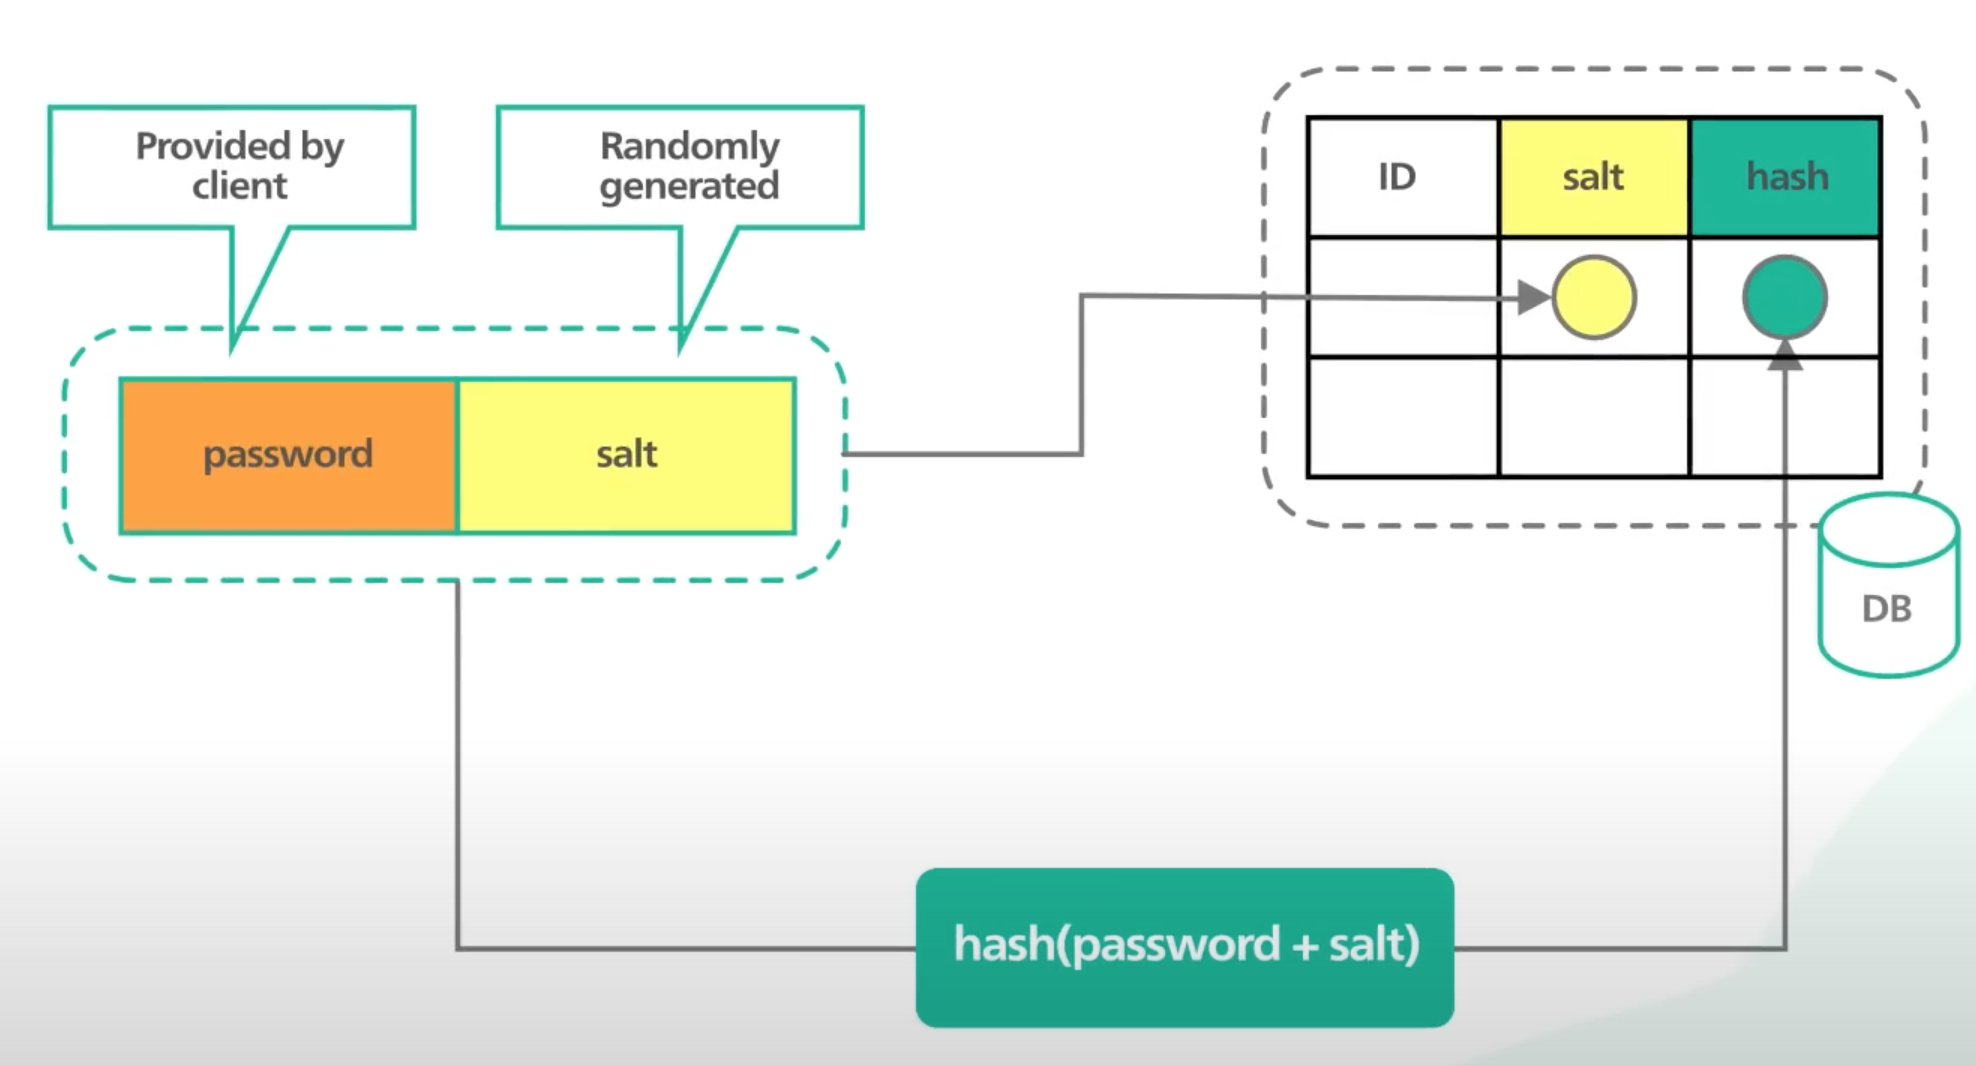 Provided by
client
Randomly
generated
password
salt
ID
salt
hash
DB
hash(password + salt)